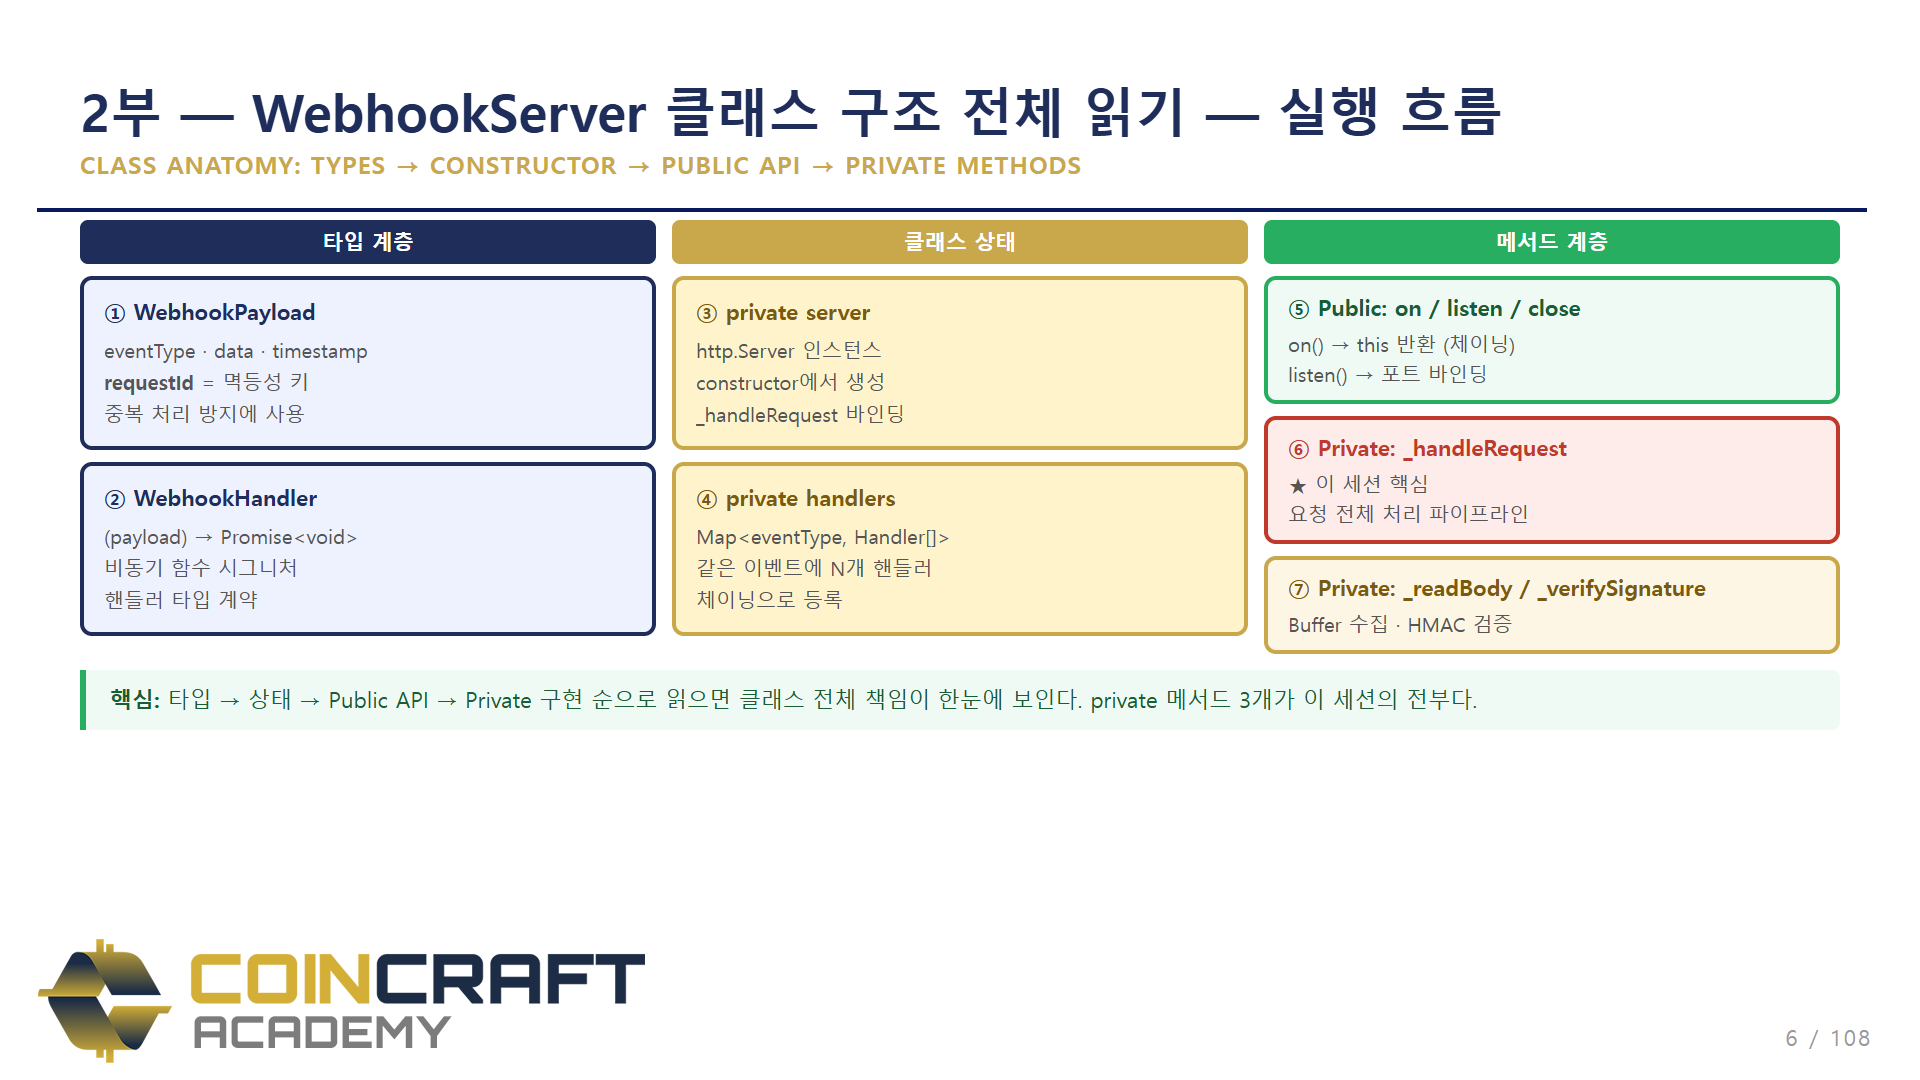 2부 — WebhookServer 클래스 구조 전체 읽기 — 실행 흐름
CLASS ANATOMY: TYPES → CONSTRUCTOR → PUBLIC API → PRIVATE METHODS
타입 계층
① WebhookPayload
eventType · data · timestamp
requestId = 멱등성 키
중복 처리 방지에 사용
② WebhookHandler
(payload) → Promise<void>
비동기 함수 시그니처
핸들러 타입 계약
클래스 상태
③ private server
http.Server 인스턴스
constructor에서 생성
_handleRequest 바인딩
④ private handlers
Map<eventType, Handler[]>
같은 이벤트에 N개 핸들러
체이닝으로 등록
메서드 계층
⑤ Public: on / listen / close
on() → this 반환 (체이닝)
listen() → 포트 바인딩
⑥ Private: _handleRequest
★ 이 세션 핵심
요청 전체 처리 파이프라인
⑦ Private: _readBody / _verifySignature
Buffer 수집 · HMAC 검증
핵심: 타입 → 상태 → Public API → Private 구현 순으로 읽으면 클래스 전체 책임이 한눈에 보인다. private 메서드 3개가 이 세션의 전부다.
COINCRAFT
ACADEMY
6 / 108